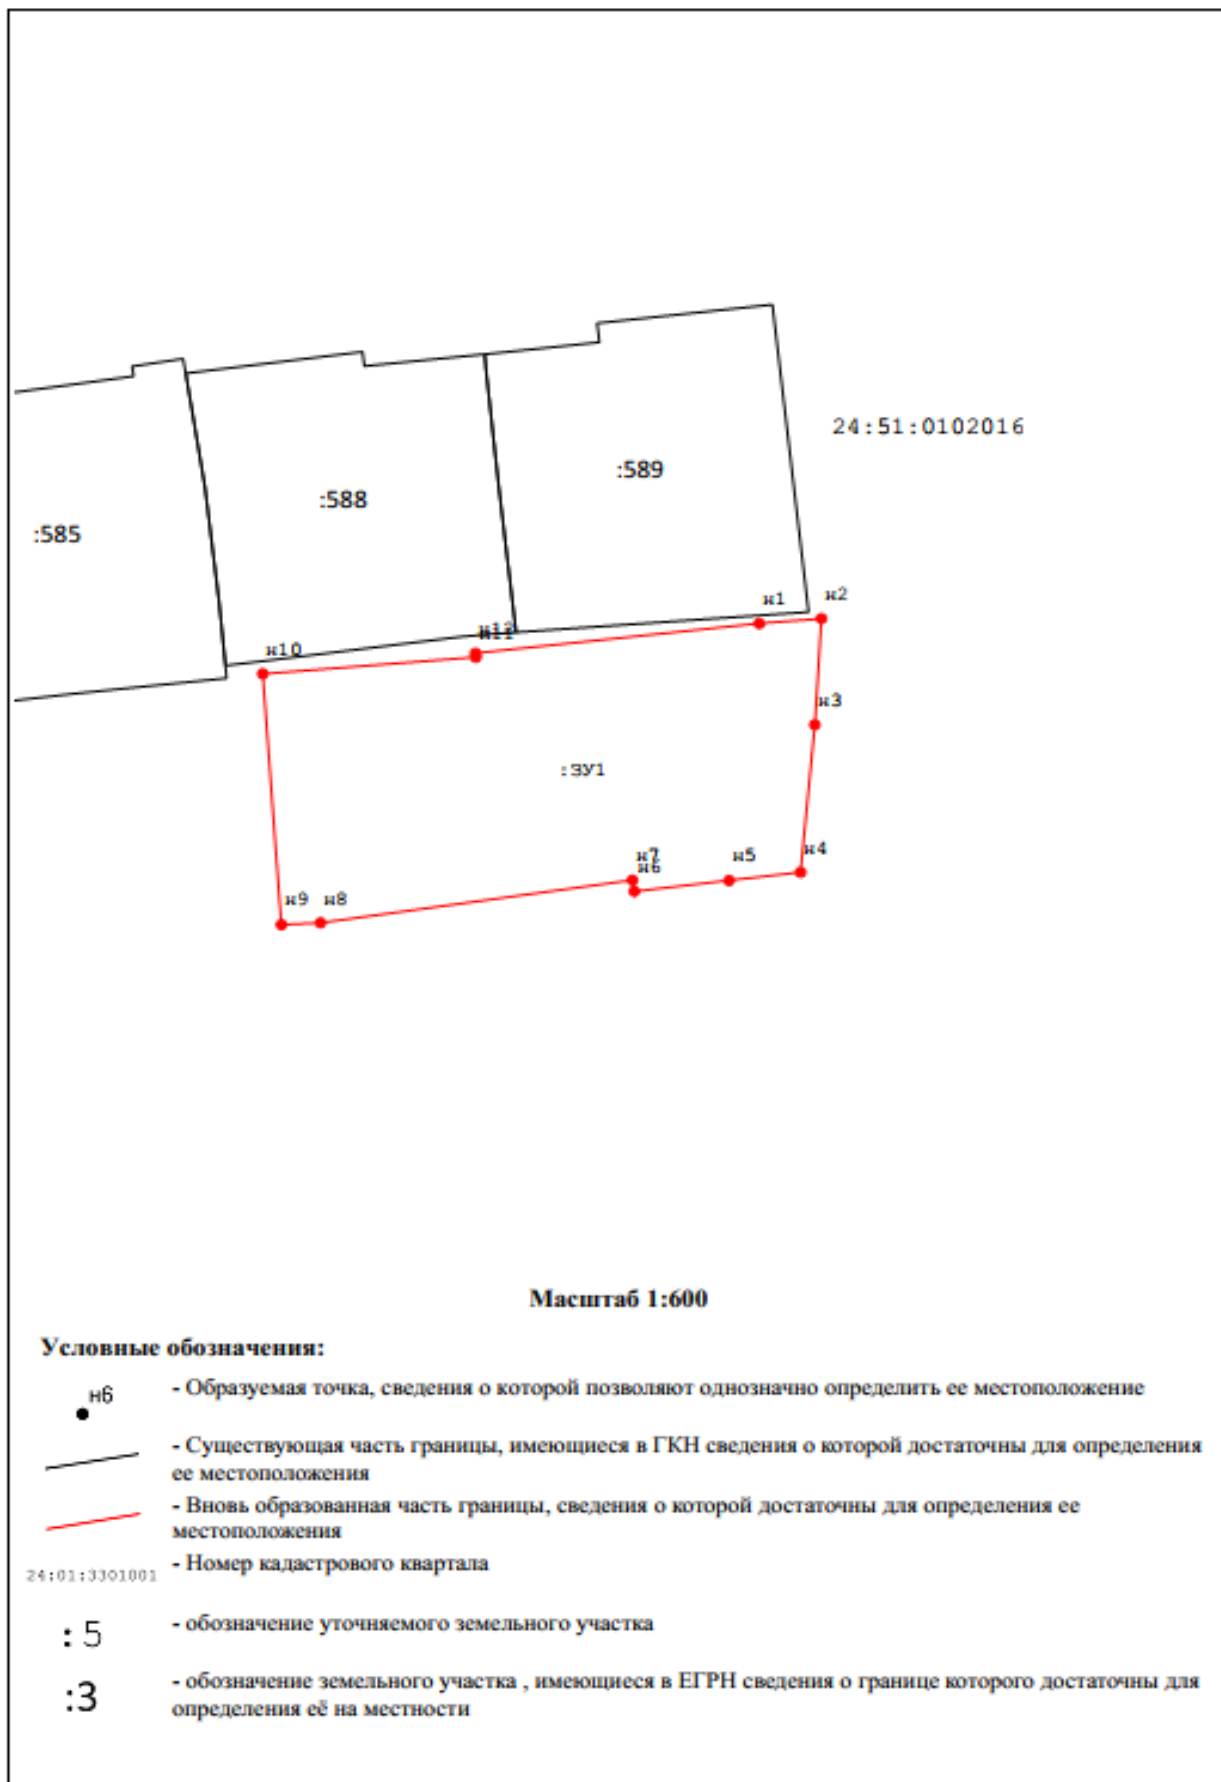 24:51:0102016
:589
:588
:585
н1
н2
н12
н11
н10
н3
:ЗУ1
н7
н6
н5
н4
н9
н8
Масштаб 1:600
Условные обозначения:
н6
- Образуемая точка, сведения о которой позволяют однозначно определить ее местоположение
- Существующая часть границы, имеющиеся в ГКН сведения о которой достаточны для определения
ее местоположения
- Вновь образованная часть границы, сведения о которой достаточны для определения ее
местоположения
24:01:3301001
- Номер кадастрового квартала
:5
- обозначение уточняемого земельного участка
:3
- обозначение земельного участка , имеющиеся в ЕГРН сведения о границе которого достаточны для
определения её на местности